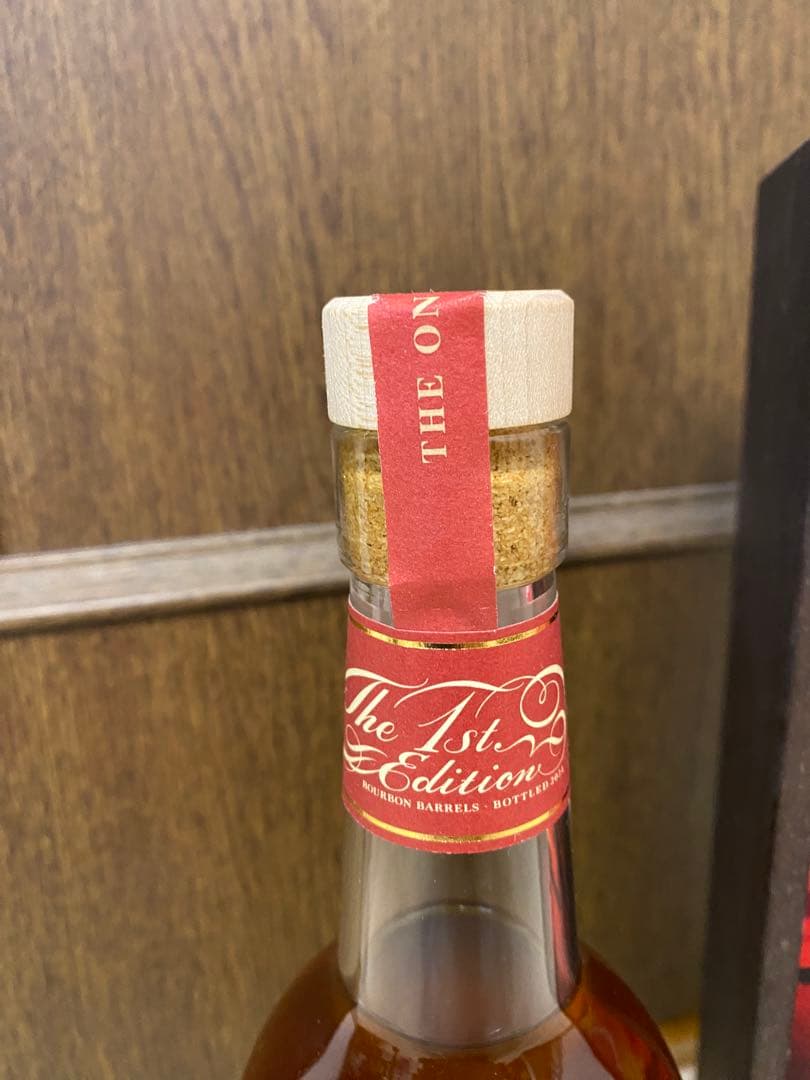 THE ON
The 1st
Edition
BOURBON BARRELS · BOTTLED